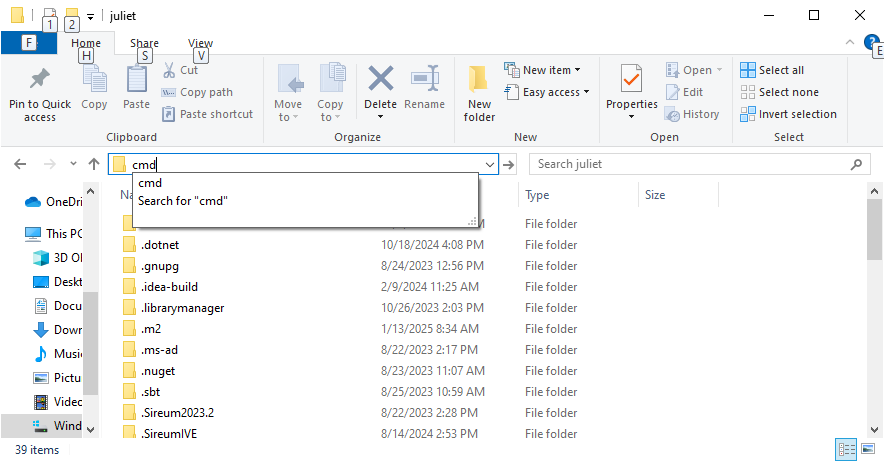 1 2 juliet
F Home Share View
H S V E
Pin to Quick access
Copy
Paste
Cut
Copy path
Paste shortcut
Clipboard
Move to
Copy to
Delete
Rename
Organize
New folder
New item
Easy access
New
Properties
Open
Edit
History
Open
Select all
Select none
Invert selection
Select
cmd
Search juliet
cmd
Search for "cmd"
Type
Size
File folder
.dotnet 10/18/2024 4:08 PM File folder
.gnupg 8/24/2023 12:56 PM File folder
.idea-build 2/9/2024 11:25 AM File folder
.librarymanager 10/26/2023 2:03 PM File folder
.m2 1/13/2025 8:34 AM File folder
.ms-ad 8/22/2023 2:17 PM File folder
.nuget 8/23/2023 11:07 AM File folder
.sbt 8/25/2023 10:59 AM File folder
.Sireum2023.2 8/22/2023 2:28 PM File folder
.SireumIVE 8/14/2024 2:53 PM File folder
OneDri
This PC
3D O
Deskt
Docu
Down
Music
Pictu
Video
Wind
39 items